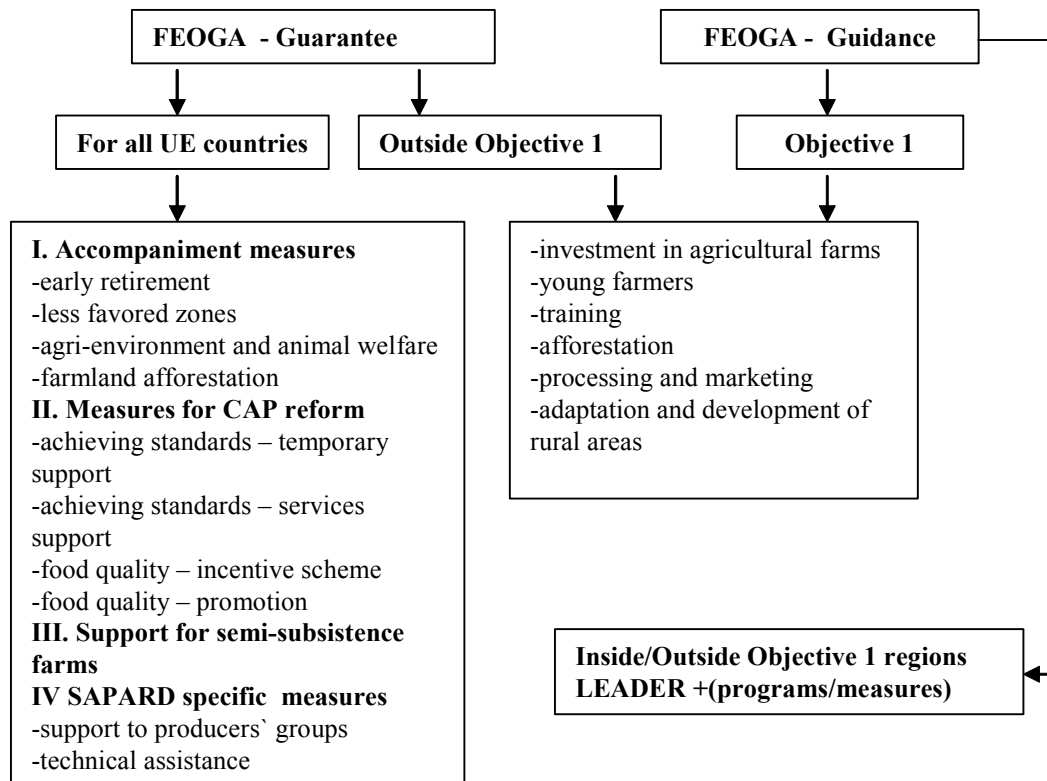 FEOGA - Guarantee
FEOGA - Guidance
For all UE countries
Outside Objective 1
Objective 1
I. Accompaniment measures
-early retirement
-less favored zones
-agri-environment and animal welfare
-farmland afforestation
II. Measures for CAP reform
-achieving standards – temporary
support
-achieving standards – services
support
-food quality – incentive scheme
-food quality – promotion
III. Support for semi-subsistence
farms
IV SAPARD specific measures
-support to producers` groups
-technical assistance
-investment in agricultural farms
-young farmers
-training
-afforestation
-processing and marketing
-adaptation and development of
rural areas
Inside/Outside Objective 1 regions
LEADER +(programs/measures)